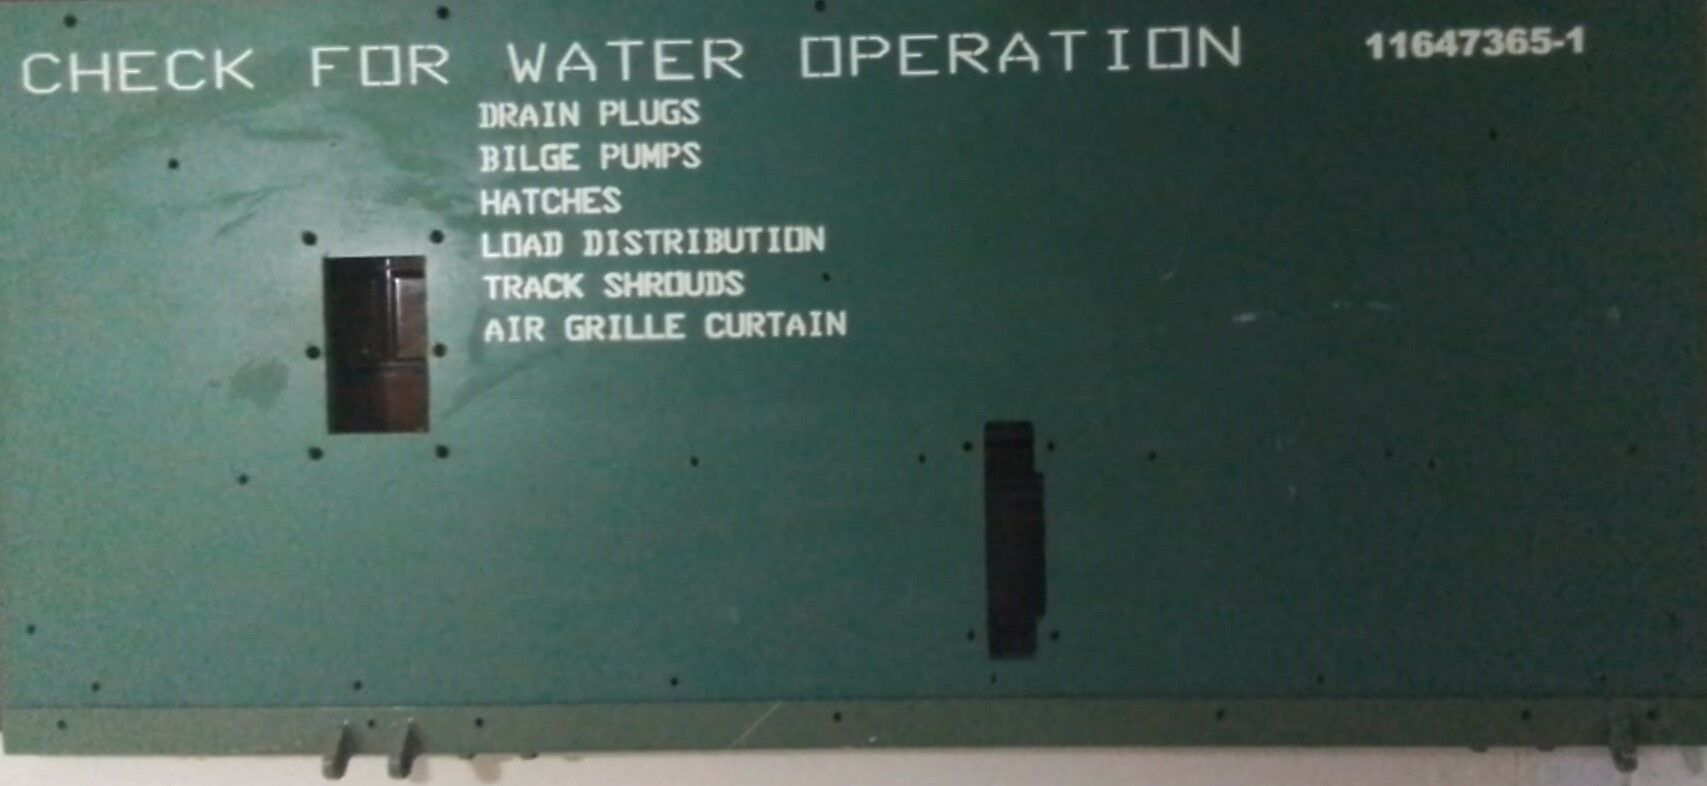 CHECK FOR WATER OPERATION 11647365-1
DRAIN PLUGS
BILGE PUMPS
HATCHES
LOAD DISTRIBUTION
TRACK SHROUDS
AIR GRILLE CURTAIN